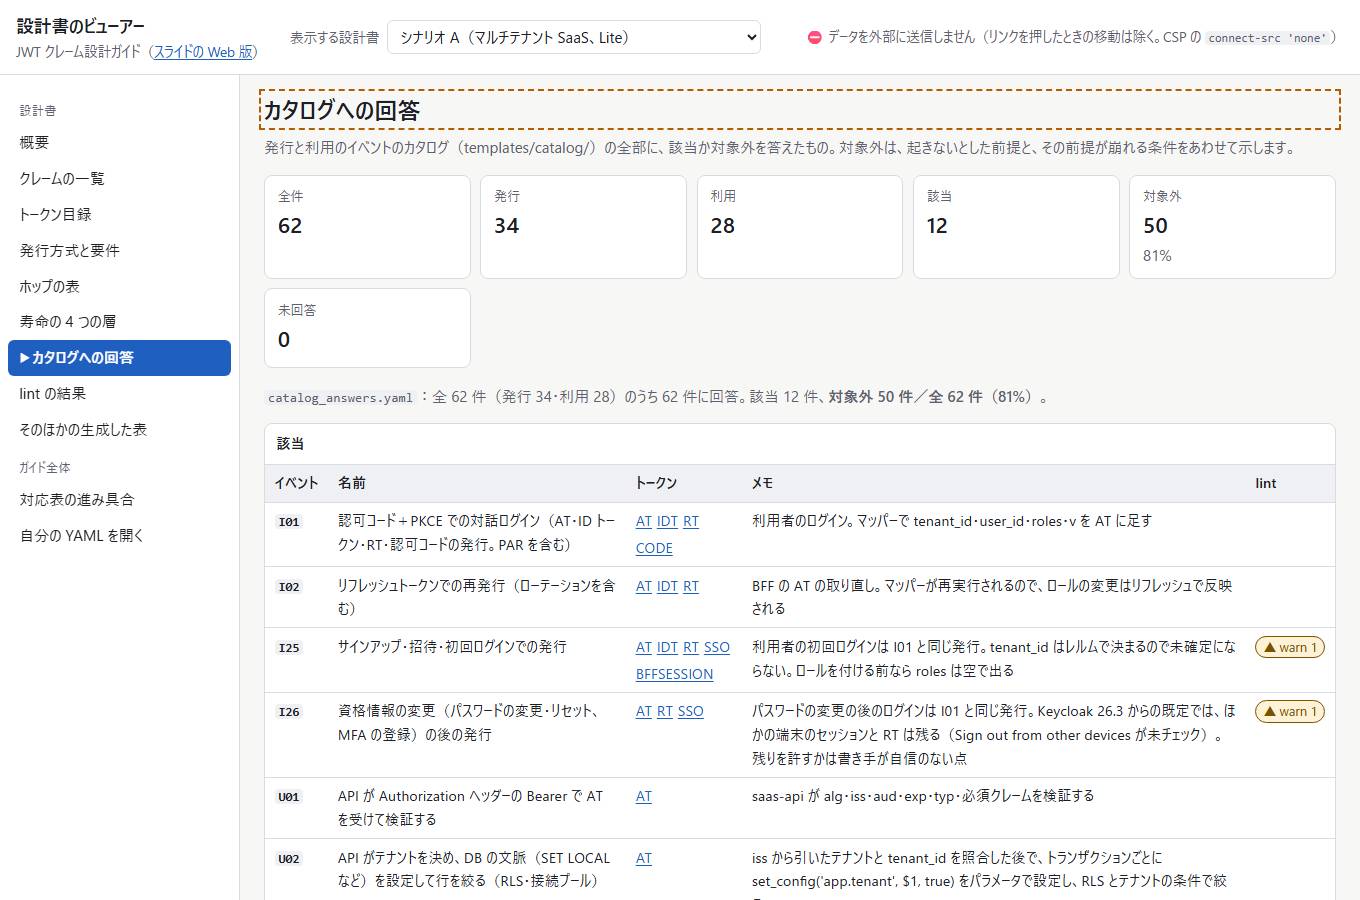 設計書のビューアー
JWT クレーム設計ガイド（スライドの Web 版）
表示する設計書
シナリオ A（マルチテナント SaaS、Lite）
データを外部に送信しません（リンクを押したときの移動は除く。CSP の connect-src 'none'）
設計書
概要
クレームの一覧
トークン目録
発行方式と要件
ホップの表
寿命の 4 つの層
▶カタログへの回答
lint の結果
そのほかの生成した表
ガイド全体
対応表の進み具合
自分の YAML を開く
カタログへの回答
発行と利用のイベントのカタログ（templates/catalog/）の全部に、該当か対象外を答えたもの。対象外は、起きないとした前提と、その前提が崩れる条件をあわせて示します。
全件
62
発行
34
利用
28
該当
12
対象外
50
81%
未回答
0
catalog_answers.yaml：全 62 件（発行 34・利用 28）のうち 62 件に回答。該当 12 件、対象外 50 件／全 62 件（81%）。
該当
イベント 名前 トークン メモ lint
I01 認可コード＋PKCE での対話ログイン（AT・ID トー AT IDT RT 利用者のログイン。マッパーで tenant_id・user_id・roles・v を AT に足す
クン・RT・認可コードの発行。PAR を含む） CODE
I02 リフレッシュトークンでの再発行（ローテーションを含 AT IDT RT BFF の AT の取り直し。マッパーが再実行されるので、ロールの変更はリフレッシュで反映
む） される
I25 サインアップ・招待・初回ログインでの発行 AT IDT RT SSO 利用者の初回ログインは I01 と同じ発行。tenant_id はレルムで決まるので未確定にな ▲ warn 1
BFFSESSION らない。ロールを付ける前なら roles は空で出る
I26 資格情報の変更（パスワードの変更・リセット、 AT RT SSO パスワードの変更の後のログインは I01 と同じ発行。Keycloak 26.3 からの既定では、ほ ▲ warn 1
MFA の登録）の後の発行 かの端末のセッションと RT は残る（Sign out from other devices が未チェック）。
残りを許すかは書き手が自信のない点
U01 API が Authorization ヘッダーの Bearer で AT AT saas-api が alg・iss・aud・exp・typ・必須クレームを検証する
を受けて検証する
U02 API がテナントを決め、DB の文脈（SET LOCAL AT iss から引いたテナントと tenant_id を照合した後で、トランザクションごとに
など）を設定して行を絞る（RLS・接続プール） set_config('app.tenant', $1, true) をパラメータで設定し、RLS とテナントの条件で絞